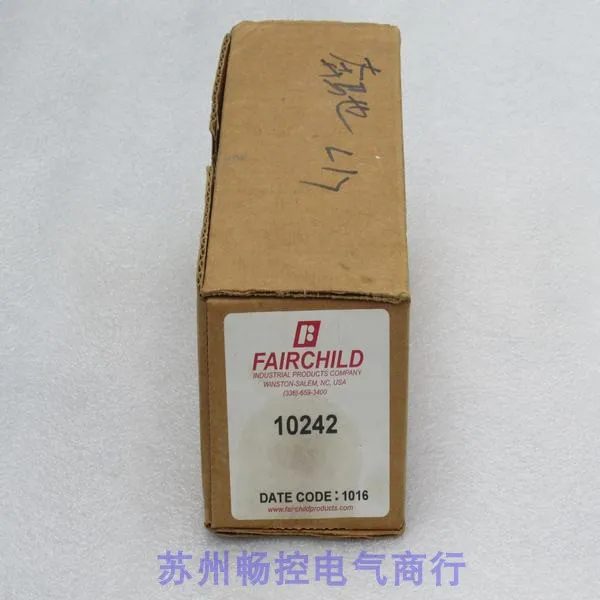 FAIRCHILD
INDUSTRIAL PRODUCTS COMPANY
WINSTON-SALEM, NC, USA
(336)-659-3400
10242
DATE CODE: 1016
www.fairchildproducts.com
苏州畅控电气商行